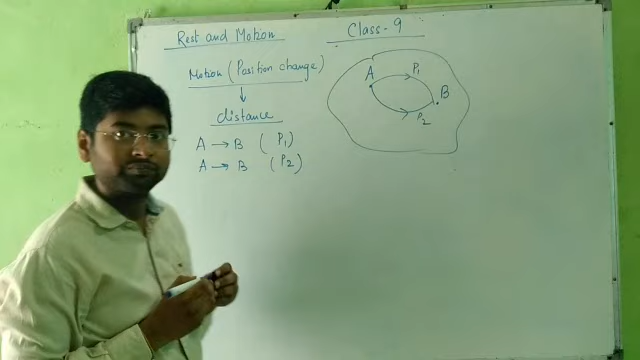 Rest and Motion
Class-9
Motion (Position change)
↓
distance
A → B (P1)
A → B (P2)
A
P1
B
P2